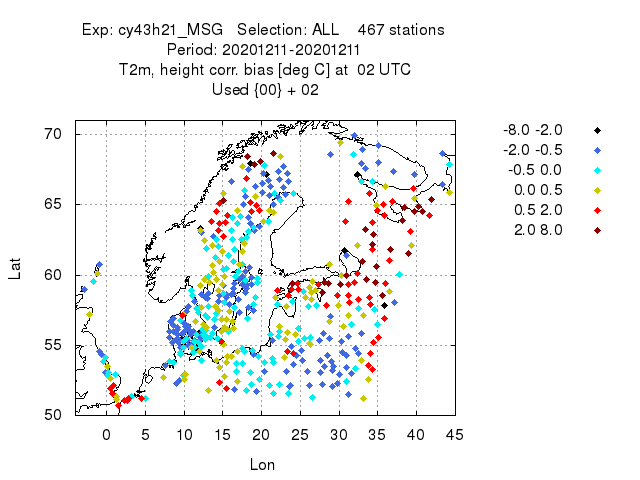 Exp: cy43h21_MSG   Selection: ALL    467 stations
Period: 20201211-20201211
T2m, height corr. bias [deg C] at  02 UTC
Used {00} + 02
70
65
60
55
50
Lat
0 5 10 15 20 25 30 35 40 45
Lon
-8.0 -2.0
-2.0 -0.5
-0.5 0.0
0.0 0.5
0.5 2.0
2.0 8.0